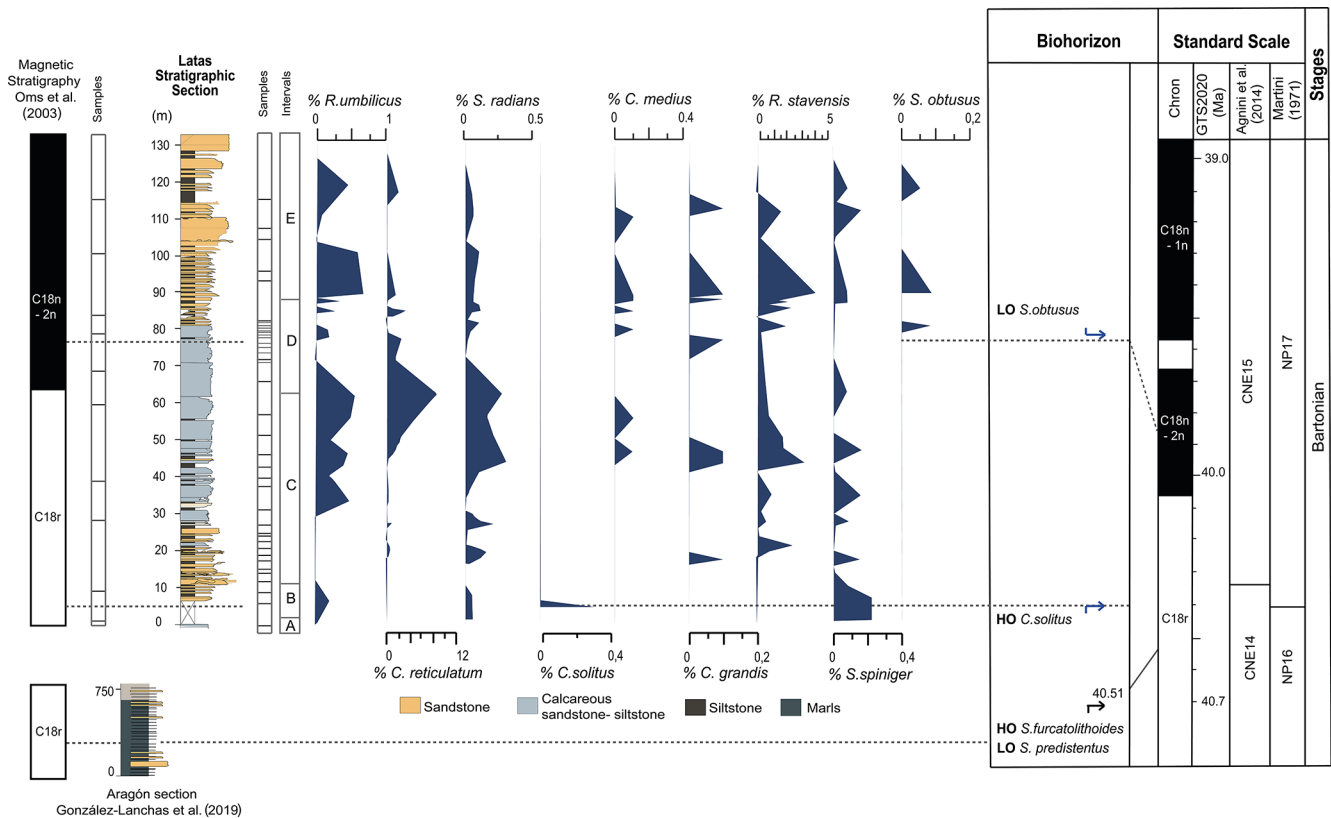 Magnetic
Stratigraphy
Oms et al.
(2003)
Samples
Latas
Stratigraphic
Section
(m)
Samples
Intervals
% R.umbilicus
0 1
% S. radians
0 0.5
% C. medius
0 0.4
% R. stavensis
0 5
% S. obtusus
0 0,2
Biohorizon
Standard Scale
Stages
Chron
GTS2020
(Ma)
Agnini et al.
(2014)
Martini
(1971)
130
120
110
100
90
80
70
60
50
40
30
20
10
0
C18n
- 2n
C18r
E
D
C
B
A
LO S.obtusus
HO C.solitus
40.51
HO S.furcatolithoides
LO S. predistentus
C18n
- 1n
C18n
- 2n
C18r
39.0
40.0
40.7
CNE15
CNE14
NP17
NP16
Bartonian
0 12
% C. reticulatum
0 0,4
% C.solitus
0 0,2
% C. grandis
0 0,4
% S.spiniger
Sandstone
Calcareous
sandstone- siltstone
Siltstone
Marls
C18r
750
0
Aragón section
González-Lanchas et al. (2019)